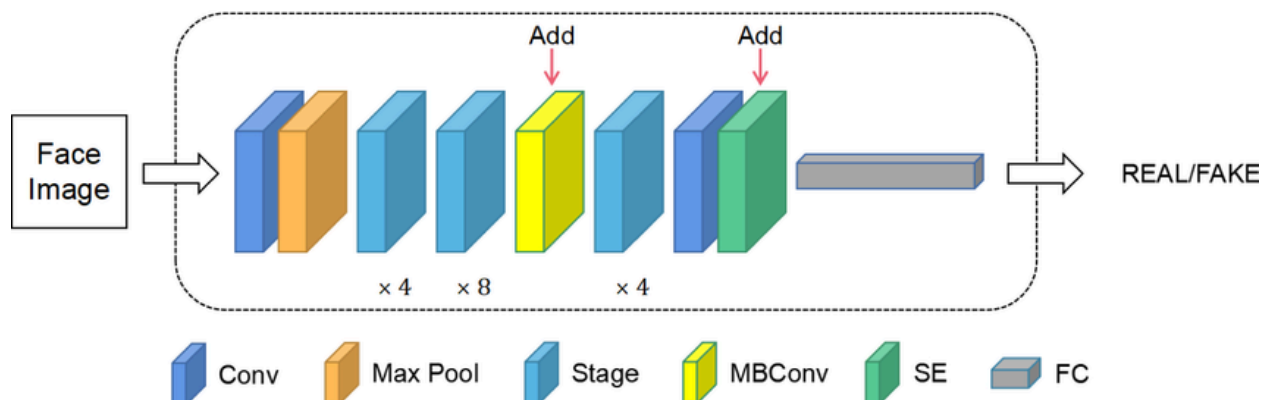 Add
Add
Face
Image
REAL/FAKE
× 4
× 8
× 4
Conv
Max Pool
Stage
MBConv
SE
FC